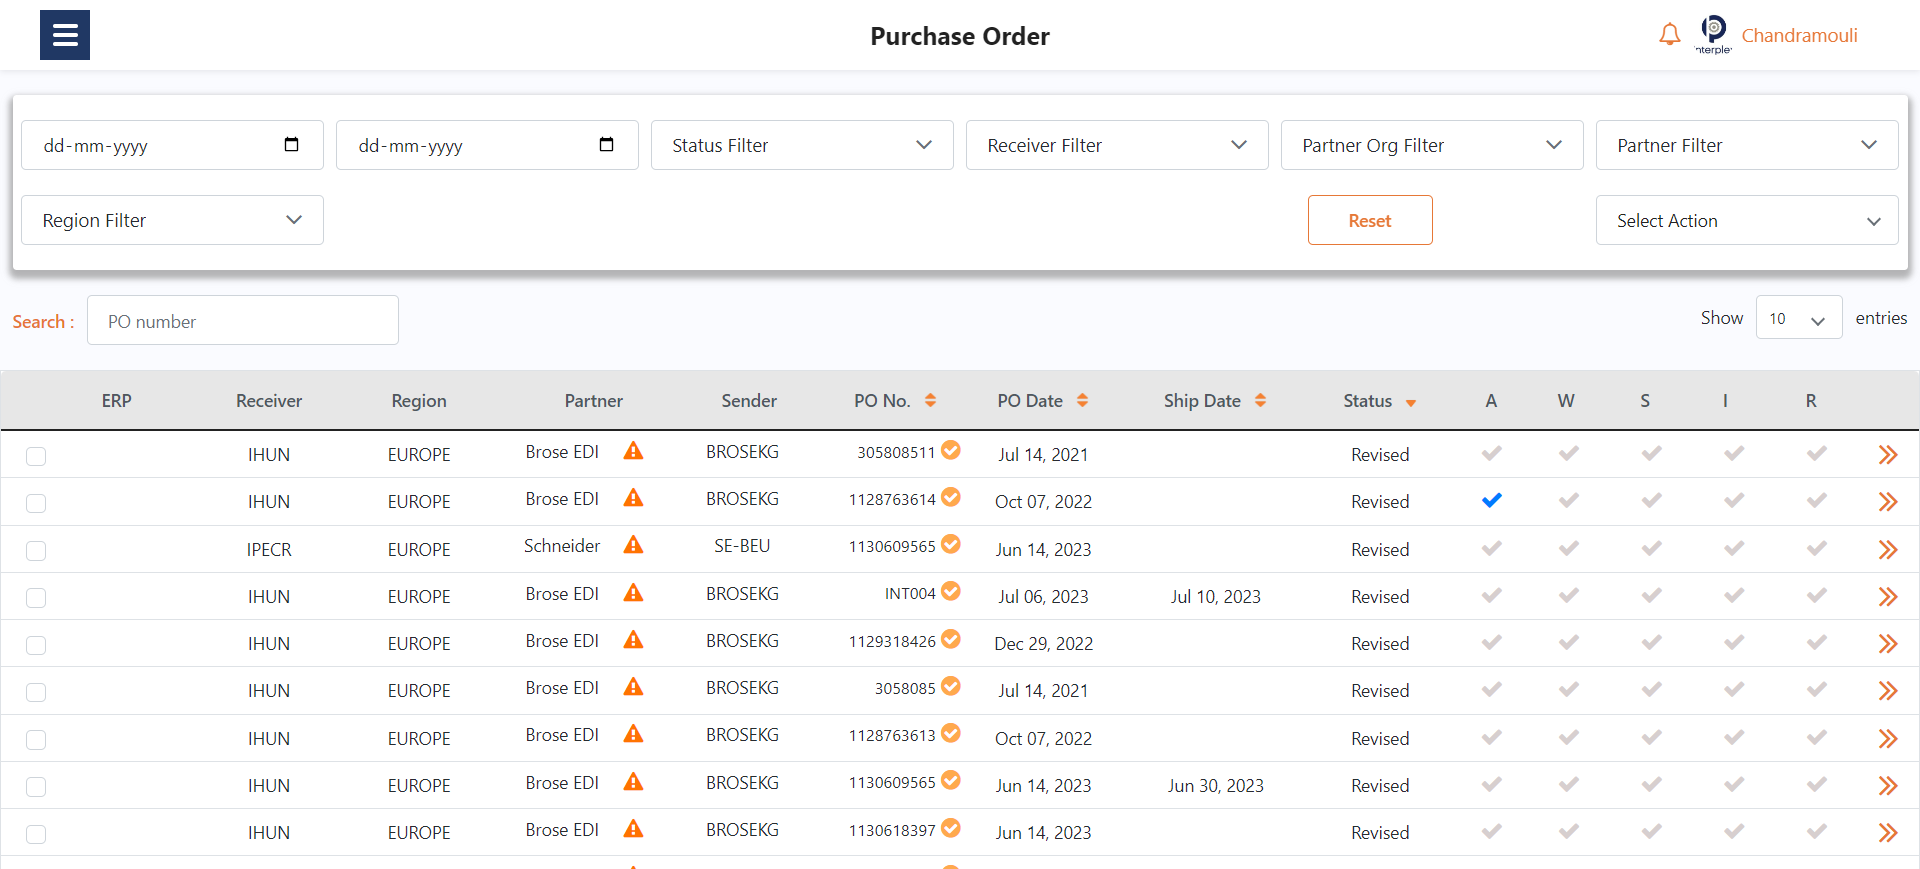 Purchase Order
nterple
Chandramouli
dd-mm-yyyy dd-mm-yyyy Status Filter Receiver Filter Partner Org Filter Partner Filter
Region Filter Reset Select Action
Search : PO number Show 10 entries
ERP Receiver Region Partner Sender PO No. PO Date Ship Date Status A W S I R
IHUN EUROPE Brose EDI BROSEKG 305808511 Jul 14, 2021 Revised
IHUN EUROPE Brose EDI BROSEKG 1128763614 Oct 07, 2022 Revised
IPECR EUROPE Schneider SE-BEU 1130609565 Jun 14, 2023 Revised
IHUN EUROPE Brose EDI BROSEKG INT004 Jul 06, 2023 Jul 10, 2023 Revised
IHUN EUROPE Brose EDI BROSEKG 1129318426 Dec 29, 2022 Revised
IHUN EUROPE Brose EDI BROSEKG 3058085 Jul 14, 2021 Revised
IHUN EUROPE Brose EDI BROSEKG 1128763613 Oct 07, 2022 Revised
IHUN EUROPE Brose EDI BROSEKG 1130609565 Jun 14, 2023 Jun 30, 2023 Revised
IHUN EUROPE Brose EDI BROSEKG 1130618397 Jun 14, 2023 Revised